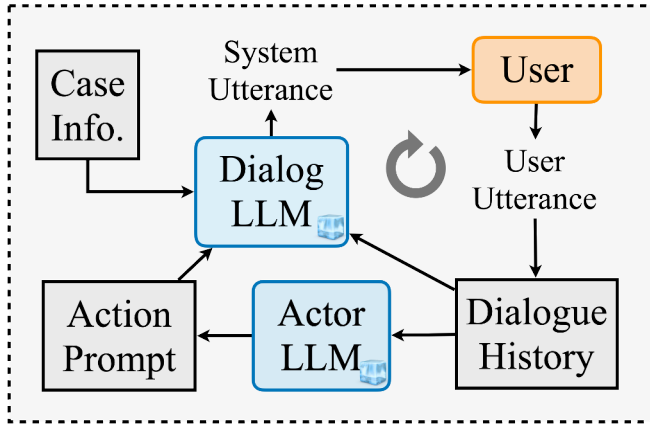 Case
Info.
System
Utterance
User
Dialog
LLM
User
Utterance
Action
Prompt
Actor
LLM
Dialogue
History